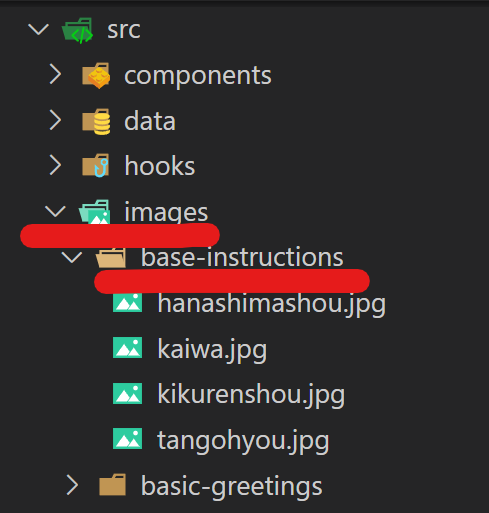 src
components
data
hooks
images
base-instructions
hanashimashou.jpg
kaiwa.jpg
kikurenshou.jpg
tangohyou.jpg
basic-greetings